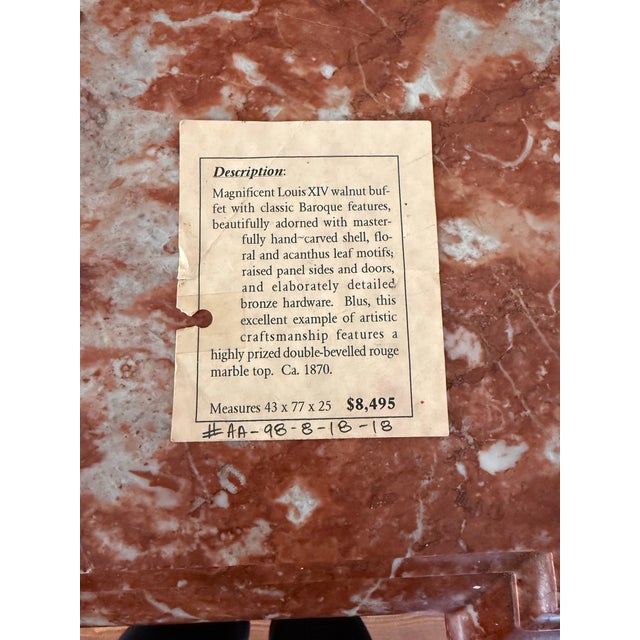 Description:
Magnificent Louis XIV walnut buf-
fet with classic Baroque features,
beautifully adorned with master-
fully hand-carved shell, flo-
ral and acanthus leaf motifs;
raised panel sides and doors,
and elaborately detailed
bronze hardware. Blus, this
excellent example of artistic
craftsmanship features a
highly prized double-bevelled rouge
marble top. Ca. 1870.
Measures 43 x 77 x 25 $8,495
#AA-98-8-18-18